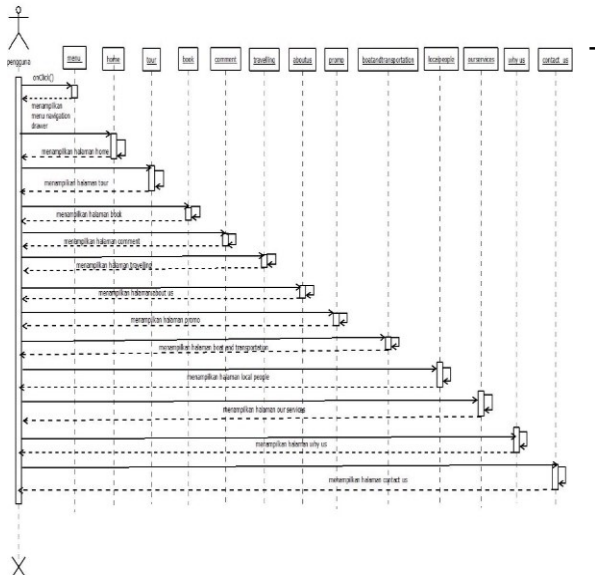 pengguna
menu
home
tour
book
comment
travelling
aboutus
promo
boatandtransportation
localpeople
ourservices
why us
contact_us
onClick()
menampilkan
menu navigation
drawer
menampilkan halaman home
menampilkan halaman tour
menampilkan halaman book
menampilkan halaman comment
menampilkan halaman travelling
menampilkan halaman about us
menampilkan halaman promo
menampilkan halaman boat and transportation
menampilkan halaman local people
menampilkan halaman our services
menampilkan halaman why us
menampilkan halaman contact us